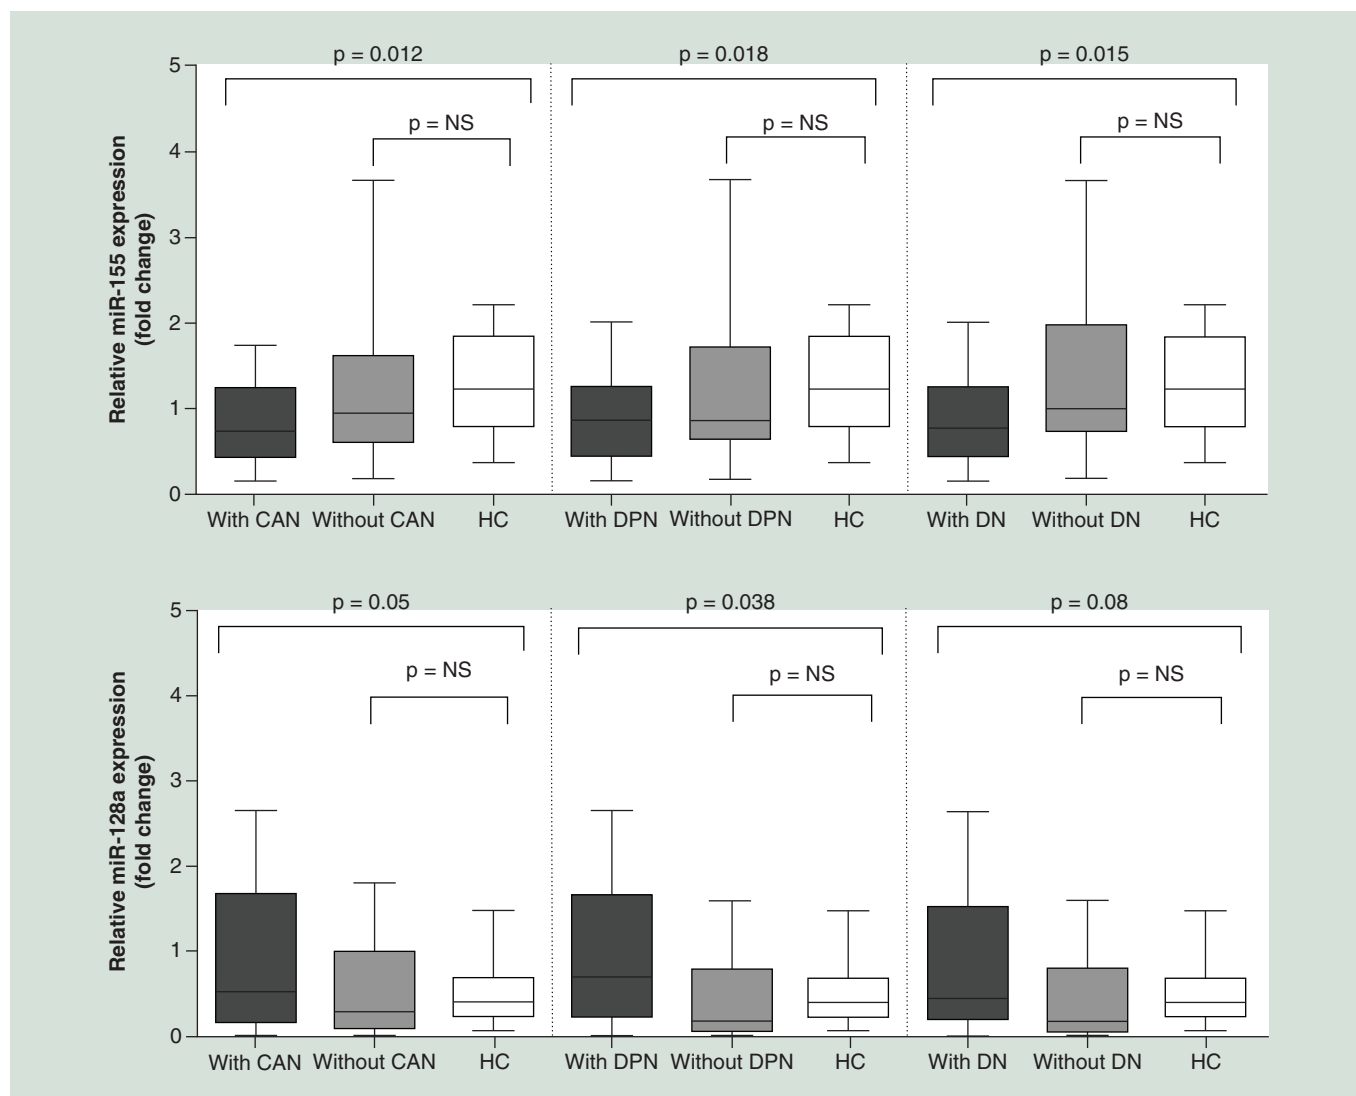 p = 0.012
p = 0.018
p = 0.015
p = NS
p = NS
p = NS
Relative miR-155 expression
(fold change)
5
4
3
2
1
0
With CAN
Without CAN
HC
With DPN
Without DPN
HC
With DN
Without DN
HC
p = 0.05
p = 0.038
p = 0.08
p = NS
p = NS
p = NS
Relative miR-128a expression
(fold change)
5
4
3
2
1
0
With CAN
Without CAN
HC
With DPN
Without DPN
HC
With DN
Without DN
HC